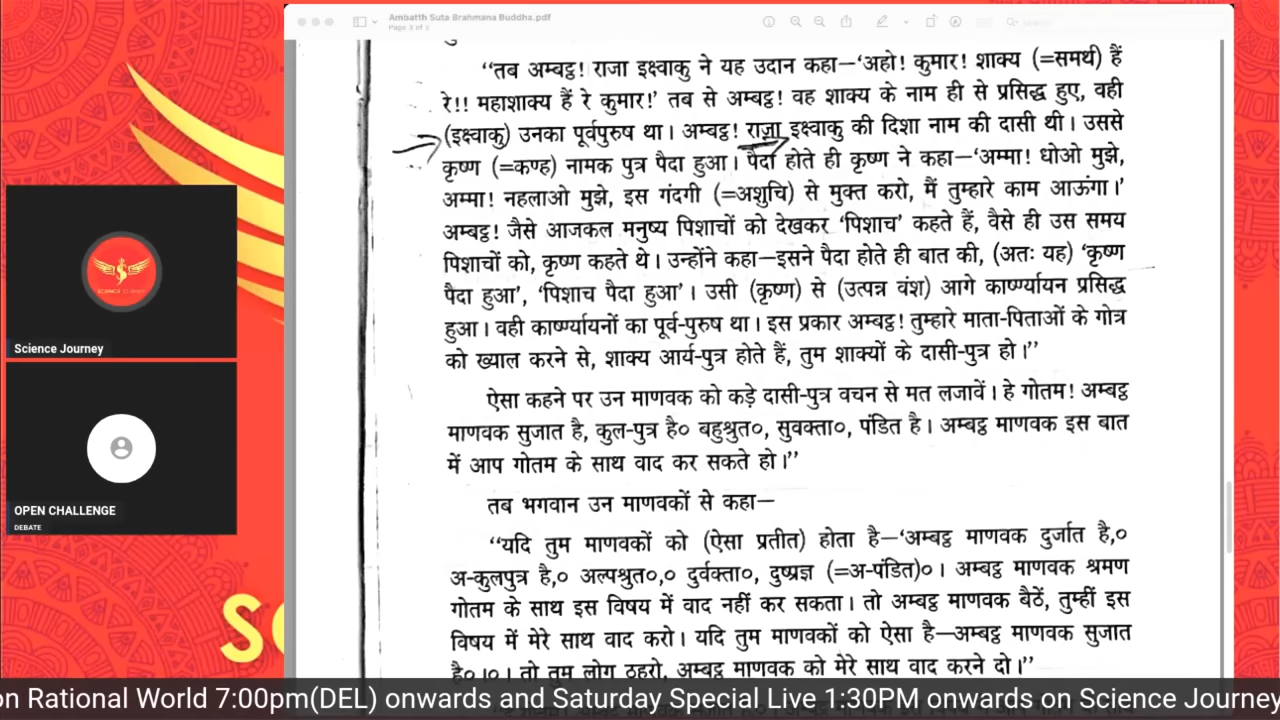 Ambatth Suta Brahmana Buddha.pdf
Page 3 of 5
Search
“तब अम्बट्ठ! राजा इक्ष्वाकु ने यह उदान कहा—‘अहो! कुमार! शाक्य (=समर्थ) हैं
रे!! महाशाक्य हैं रे कुमार!’ तब से अम्बट्ठ! वह शाक्य के नाम ही से प्रसिद्ध हुए, वही
(इक्ष्वाकु) उनका पूर्वपुरुष था। अम्बट्ठ! राजा इक्ष्वाकु की दिशा नाम की दासी थी। उससे
कृष्ण (=कण्ह) नामक पुत्र पैदा हुआ। पैदा होते ही कृष्ण ने कहा—‘अम्मा! धोओ मुझे,
अम्मा! नहलाओ मुझे, इस गंदगी (=अशुचि) से मुक्त करो, मैं तुम्हारे काम आऊंगा।’
अम्बट्ठ! जैसे आजकल मनुष्य पिशाचों को देखकर ‘पिशाच’ कहते हैं, वैसे ही उस समय
पिशाचों को, कृष्ण कहते थे। उन्होंने कहा—इसने पैदा होते ही बात की, (अतः यह) ‘कृष्ण
पैदा हुआ’, ‘पिशाच पैदा हुआ’। उसी (कृष्ण) से (उत्पन्न वंश) आगे कार्ष्ण्यायन प्रसिद्ध
हुआ। वही कार्ष्ण्यायनों का पूर्व-पुरुष था। इस प्रकार अम्बट्ठ! तुम्हारे माता-पिताओं के गोत्र
को ख्याल करने से, शाक्य आर्य-पुत्र होते हैं, तुम शाक्यों के दासी-पुत्र हो।”
ऐसा कहने पर उन माणवक को कड़े दासी-पुत्र वचन से मत लजावें। हे गोतम! अम्बट्ठ
माणवक सुजात है, कुल-पुत्र है० बहुश्रुत०, सुवक्ता०, पंडित है। अम्बट्ठ माणवक इस बात
में आप गोतम के साथ वाद कर सकते हो।”
तब भगवान उन माणवकों से कहा—
“यदि तुम माणवकों को (ऐसा प्रतीत) होता है—‘अम्बट्ठ माणवक दुर्जात है,०
अ-कुलपुत्र है,० अल्पश्रुत०,० दुर्वक्ता०, दुष्प्रज्ञ (=अ-पंडित)०। अम्बट्ठ माणवक श्रमण
गोतम के साथ इस विषय में वाद नहीं कर सकता। तो अम्बट्ठ माणवक बैठें, तुम्हीं इस
विषय में मेरे साथ वाद करो। यदि तुम माणवकों को ऐसा है—अम्बट्ठ माणवक सुजात
है०।०। तो तुम लोग ठहरो, अम्बट्ठ माणवक को मेरे साथ वाद करने दो।”
SCIENCE JOURNEY
Science Journey
OPEN CHALLENGE
DEBATE
on Rational World 7:00pm(DEL) onwards and Saturday Special Live 1:30PM onwards on Science Journey